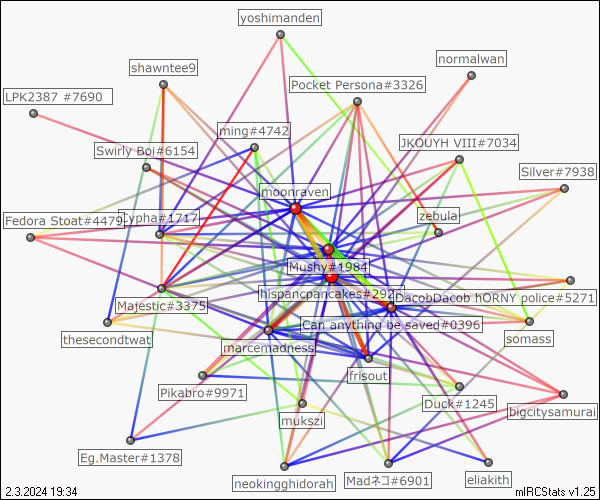 yoshimanden
normalwan
shawntee9
Pocket Persona#3326
LPK2387 #7690
ming#4742
JKOUYH VIII#7034
Swirly Boi#6154
Silver#7938
moonraven
Fedora Stoat#4479
Cypha#1717
zebula
Mushy#1984
hispancpancakes#292
DacobDacob hORNY police#5271
Majestic#3375
Can anything be saved#0396
thesecondtwat
somass
marcemadness
frisout
Pikabro#9971
Duck#1245
bigcitysamurai
mukszi
Eg.Master#1378
neokingghidorah
Madネコ#6901
eliakith
2.3.2024 19:34
mIRCStats v1.25